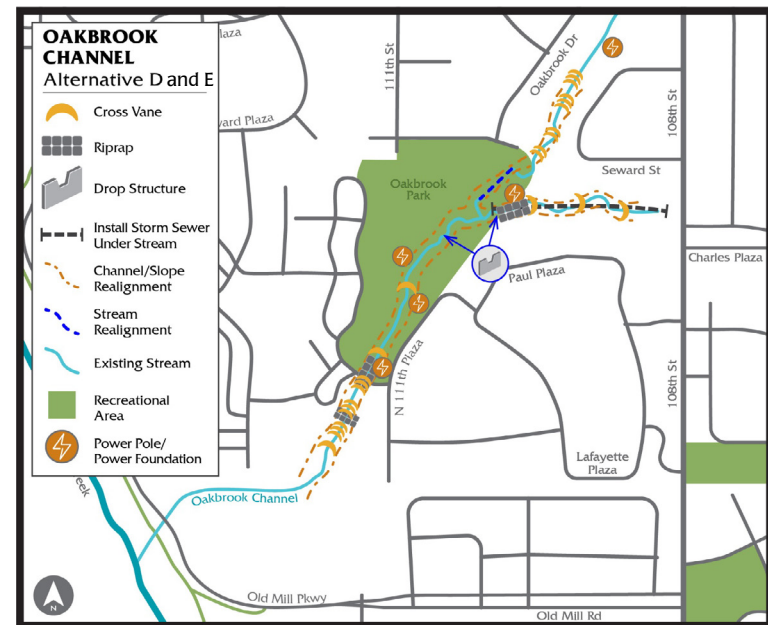 OAKBROOK
CHANNEL
Alternative D and E
Cross Vane
Riprap
Drop Structure
Install Storm Sewer
Under Stream
Channel/Slope
Realignment
Stream
Realignment
Existing Stream
Recreational
Area
Power Pole/
Power Foundation
laza
vard Plaza
111th St
Oakbrook Dr
108th St
Seward St
Oakbrook
Park
Charles Plaza
Paul Plaza
N 111th Plaza
108th St
Lafayette
Plaza
eek
Oakbrook Channel
Old Mill Pkwy
Old Mill Rd
N